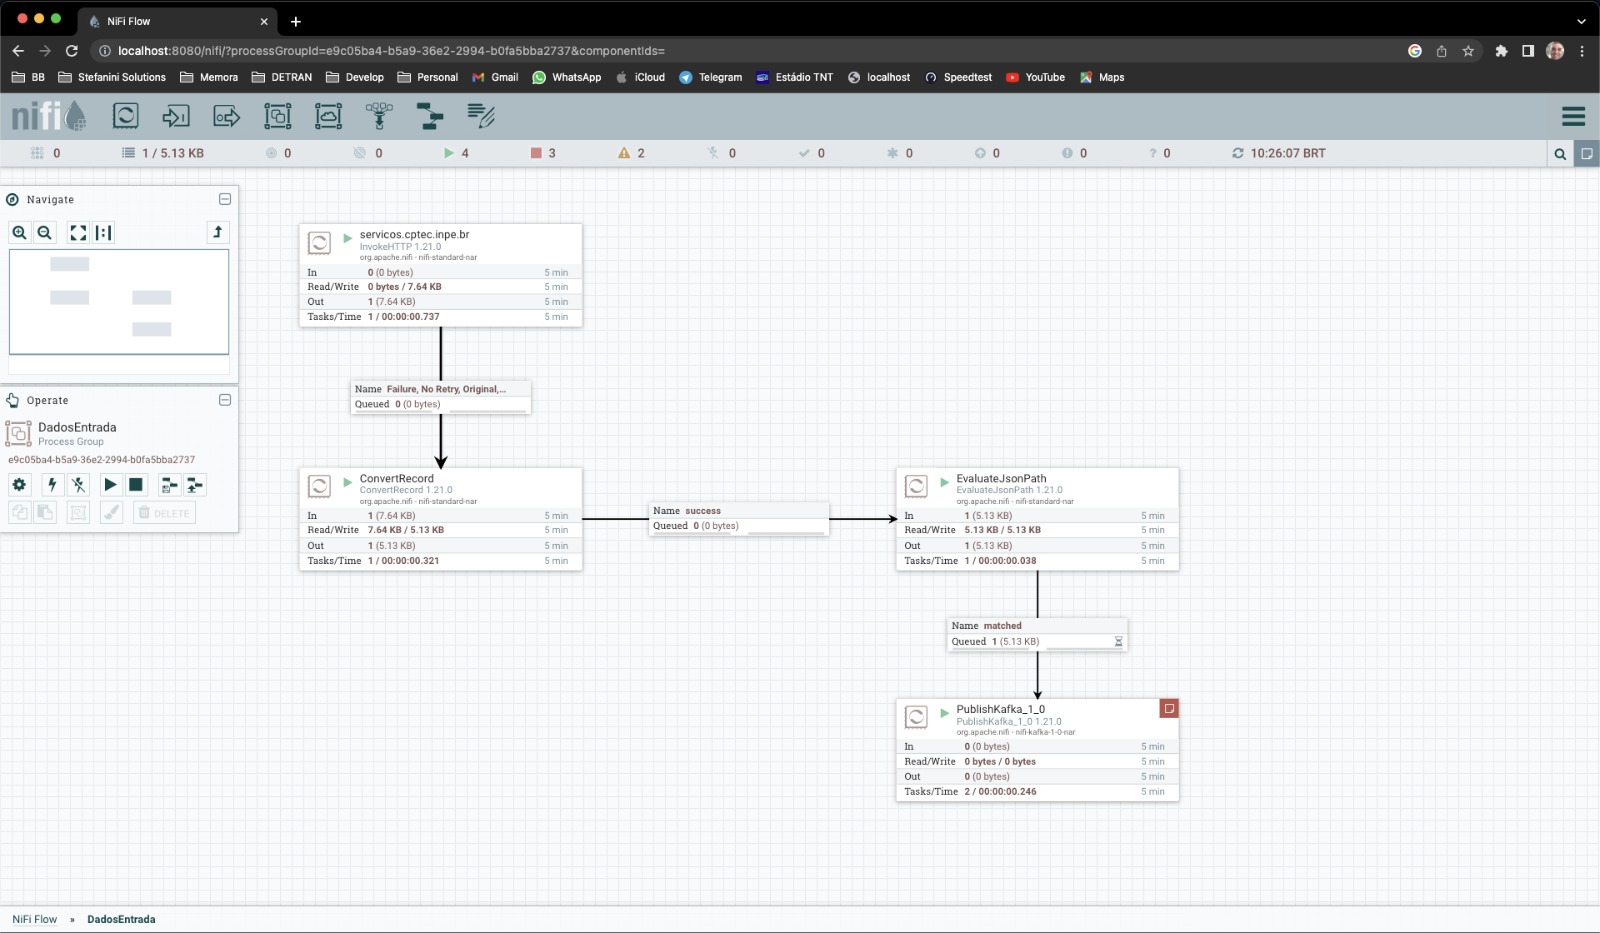 NiFi Flow
localhost:8080/nifi/?processGroupId=e9c05ba4-b5a9-36e2-2994-b0fa5bba2737&componentIds=
BB Stefanini Solutions Memora DETRAN Develop Personal Gmail WhatsApp iCloud Telegram Estádio TNT localhost Speedtest YouTube Maps
nifi
0 1 / 5.13 KB 0 0 4 3 2 0 0 0 0 0 ? 0 10:26:07 BRT
Navigate
Operate
DadosEntrada
Process Group
e9c05ba4-b5a9-36e2-2994-b0fa5bba2737
DELETE
servicos.cptec.inpe.br
InvokeHTTP 1.21.0
org.apache.nifi - nifi-standard-nar
In 0 (0 bytes) 5 min
Read/Write 0 bytes / 7.64 KB 5 min
Out 1 (7.64 KB) 5 min
Tasks/Time 1 / 00:00:00.737 5 min
Name Failure, No Retry, Original,...
Queued 0 (0 bytes)
ConvertRecord
ConvertRecord 1.21.0
org.apache.nifi - nifi-standard-nar
In 1 (7.64 KB) 5 min
Read/Write 7.64 KB / 5.13 KB 5 min
Out 1 (5.13 KB) 5 min
Tasks/Time 1 / 00:00:00.321 5 min
Name success
Queued 0 (0 bytes)
EvaluateJsonPath
EvaluateJsonPath 1.21.0
org.apache.nifi - nifi-standard-nar
In 1 (5.13 KB) 5 min
Read/Write 5.13 KB / 5.13 KB 5 min
Out 1 (5.13 KB) 5 min
Tasks/Time 1 / 00:00:00.038 5 min
Name matched
Queued 1 (5.13 KB)
PublishKafka_1_0
PublishKafka_1_0 1.21.0
org.apache.nifi - nifi-kafka-1-0-nar
In 0 (0 bytes) 5 min
Read/Write 0 bytes / 0 bytes 5 min
Out 0 (0 bytes) 5 min
Tasks/Time 2 / 00:00:00.246 5 min
NiFi Flow » DadosEntrada